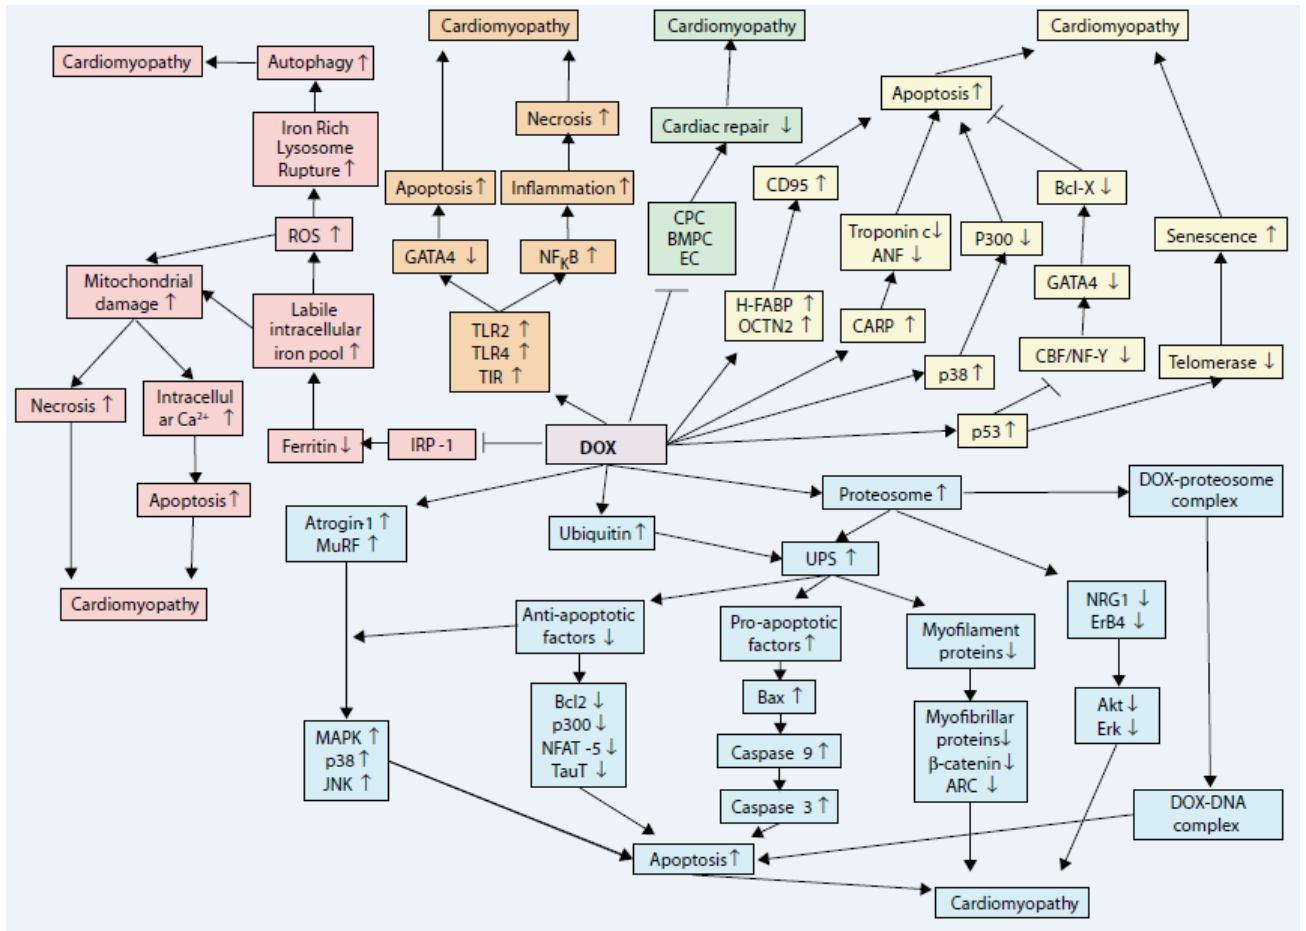 Cardiomyopathy
Cardiomyopathy
Cardiomyopathy
Cardiomyopathy
Autophagy ↑
Iron Rich
Lysosome
Rupture ↑
ROS ↑
Mitochondrial
damage ↑
Labile
intracellular
iron pool ↑
Necrosis ↑
Intracellul
ar Ca²⁺ ↑
Apoptosis ↑
Cardiomyopathy
Ferritin ↓
IRP -1
DOX
Necrosis ↑
Apoptosis ↑
Inflammation ↑
GATA4 ↓
NFκB ↑
TLR2 ↑
TLR4 ↑
TIR ↑
Cardiac repair ↓
CPC
BMPC
EC
Apoptosis ↑
CD95 ↑
H-FABP ↑
OCTN2 ↑
Troponin c ↓
ANF ↓
CARP ↑
P300 ↓
p38 ↑
Bcl-X ↓
GATA4 ↓
CBF/NF-Y ↓
p53 ↑
Senescence ↑
Telomerase ↓
Atrogin-1 ↑
MuRF ↑
Ubiquitin ↑
Proteosome ↑
DOX-proteosome
complex
UPS ↑
Anti-apoptotic
factors ↓
Pro-apoptotic
factors ↑
Myofilament
proteins ↓
NRG1 ↓
ErB4 ↓
MAPK ↑
p38 ↑
JNK ↑
Bcl2 ↓
p300 ↓
NFAT -5 ↓
TauT ↓
Bax ↑
Caspase 9 ↑
Caspase 3 ↑
Myofibrillar
proteins ↓
β-catenin ↓
ARC ↓
Akt ↓
Erk ↓
DOX-DNA
complex
Apoptosis ↑
Cardiomyopathy